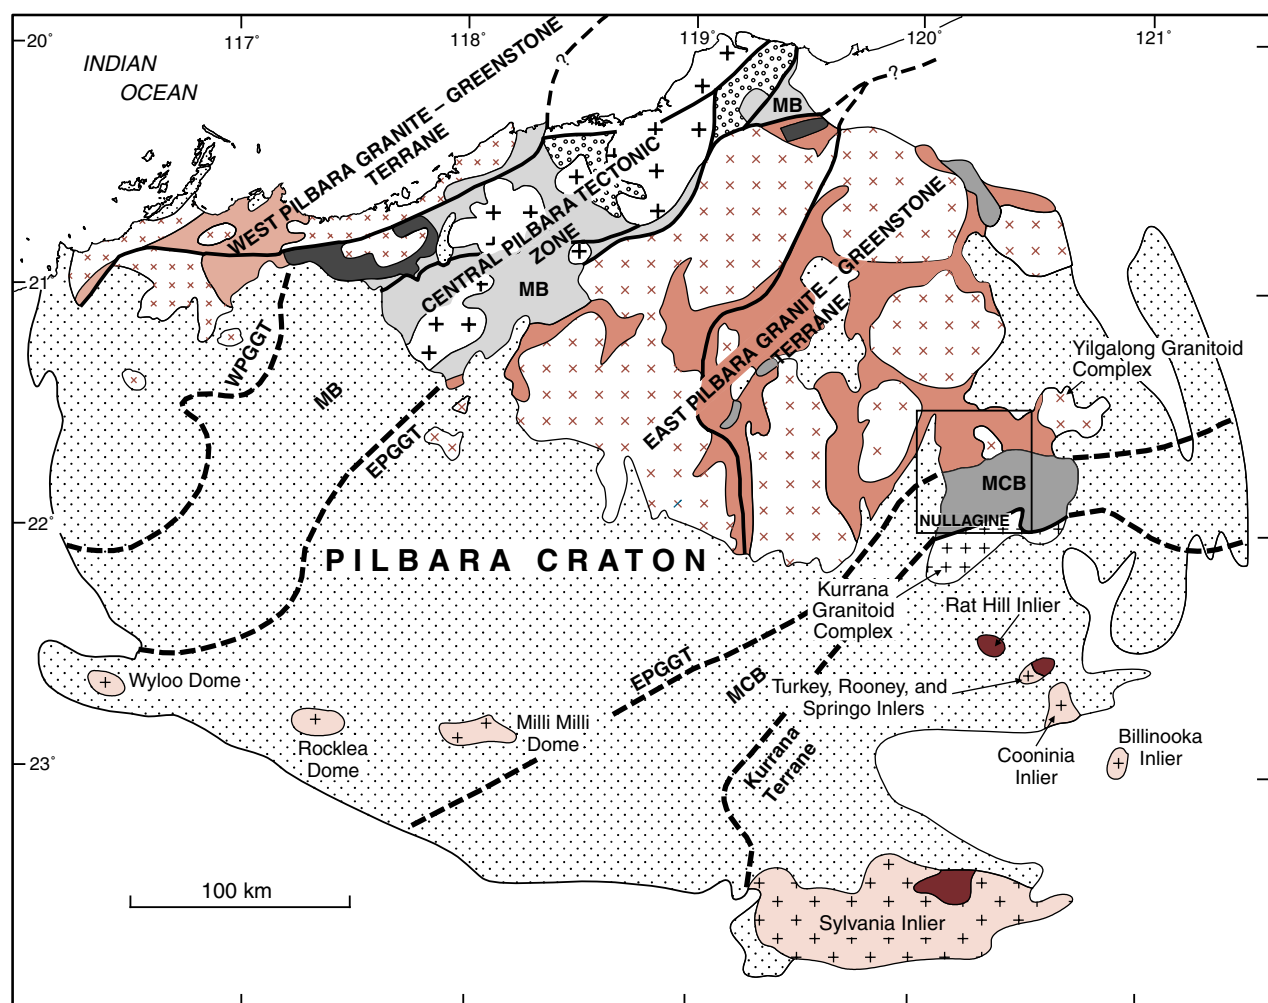 117°
118°
119°
120°
121°
20°
21°
22°
23°
INDIAN
OCEAN
?
?
WEST PILBARA GRANITE – GREENSTONE
TERRANE
CENTRAL PILBARA TECTONIC
ZONE
MB
MB
EAST PILBARA GRANITE – GREENSTONE
TERRANE
WPGGT
MB
EPGGT
Yilgalong Granitoid
Complex
MCB
NULLAGINE
PILBARA CRATON
Kurrana
Granitoid
Complex
Rat Hill Inlier
EPGGT
MCB
Turkey, Rooney, and
Springo Inlers
Wyloo Dome
Rocklea
Dome
Milli Milli
Dome
Kurrana
Terrane
Cooninia
Inlier
Billinooka
Inlier
100 km
Sylvania Inlier